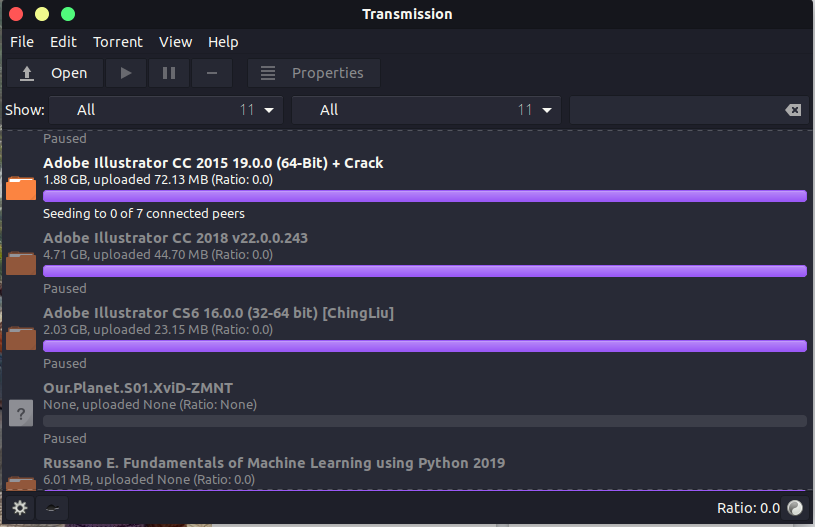 Transmission
File Edit Torrent View Help
Open Properties
Show: All 11 All 11
Paused
Adobe Illustrator CC 2015 19.0.0 (64-Bit) + Crack
1.88 GB, uploaded 72.13 MB (Ratio: 0.0)
Seeding to 0 of 7 connected peers
Adobe Illustrator CC 2018 v22.0.0.243
4.71 GB, uploaded 44.70 MB (Ratio: 0.0)
Paused
Adobe Illustrator CS6 16.0.0 (32-64 bit) [ChingLiu]
2.03 GB, uploaded 23.15 MB (Ratio: 0.0)
Paused
Our.Planet.S01.XviD-ZMNT
None, uploaded None (Ratio: None)
?
Paused
Russano E. Fundamentals of Machine Learning using Python 2019
6.01 MB, uploaded None (Ratio: 0.0)
Ratio: 0.0